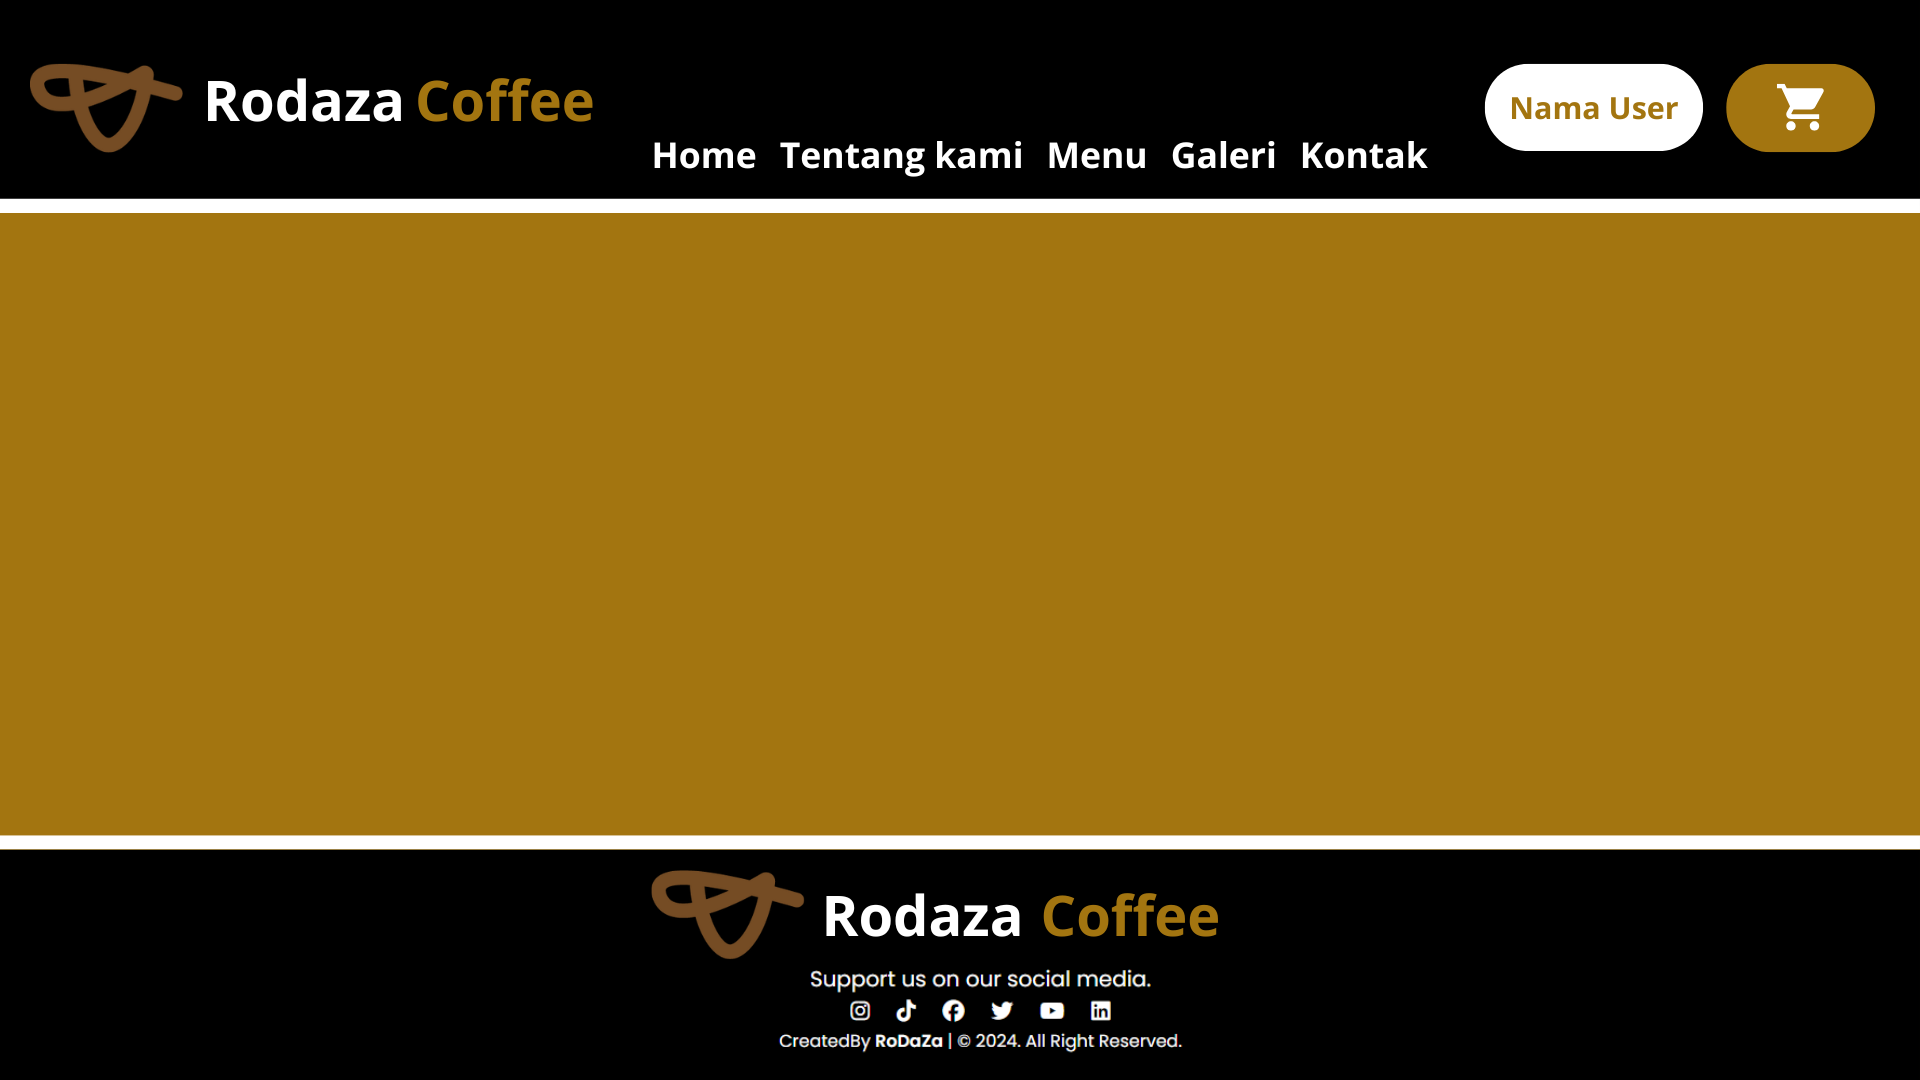 Rodaza Coffee
Home Tentang kami Menu Galeri Kontak
Nama User
Rodaza Coffee
Support us on our social media.
CreatedBy RoDaZa | © 2024. All Right Reserved.